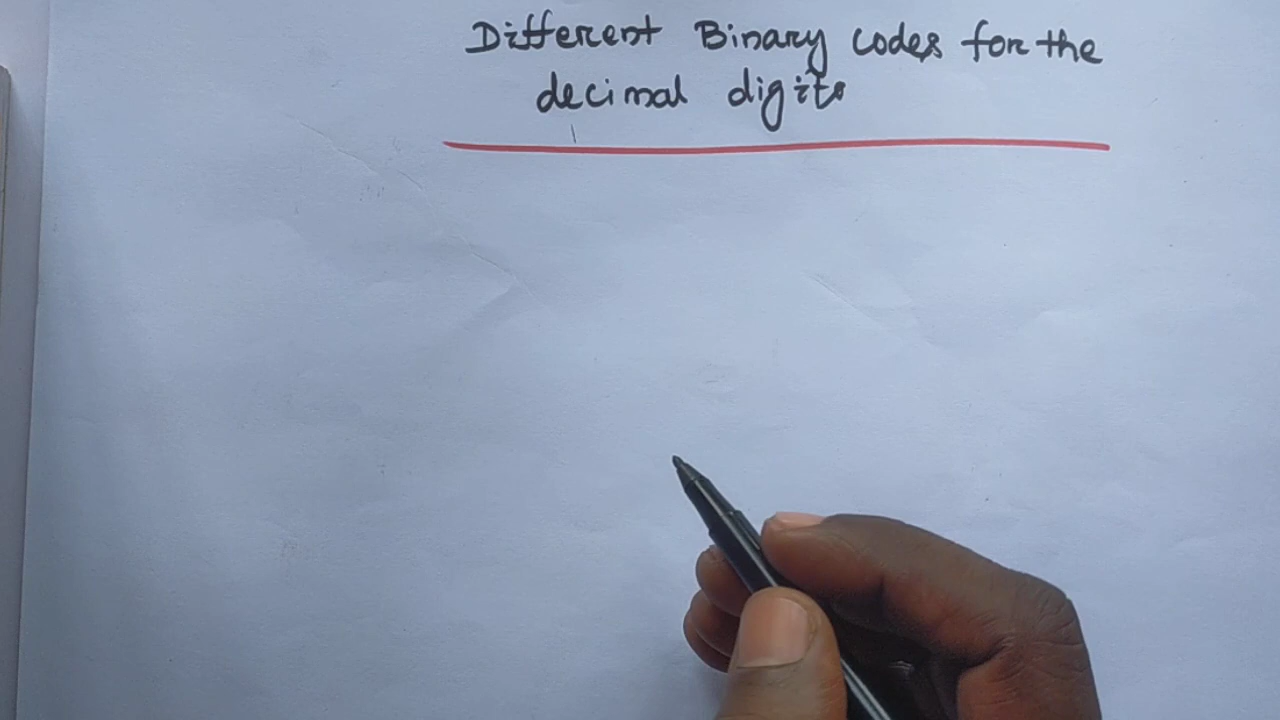 Different Binary codes for the
decimal digits